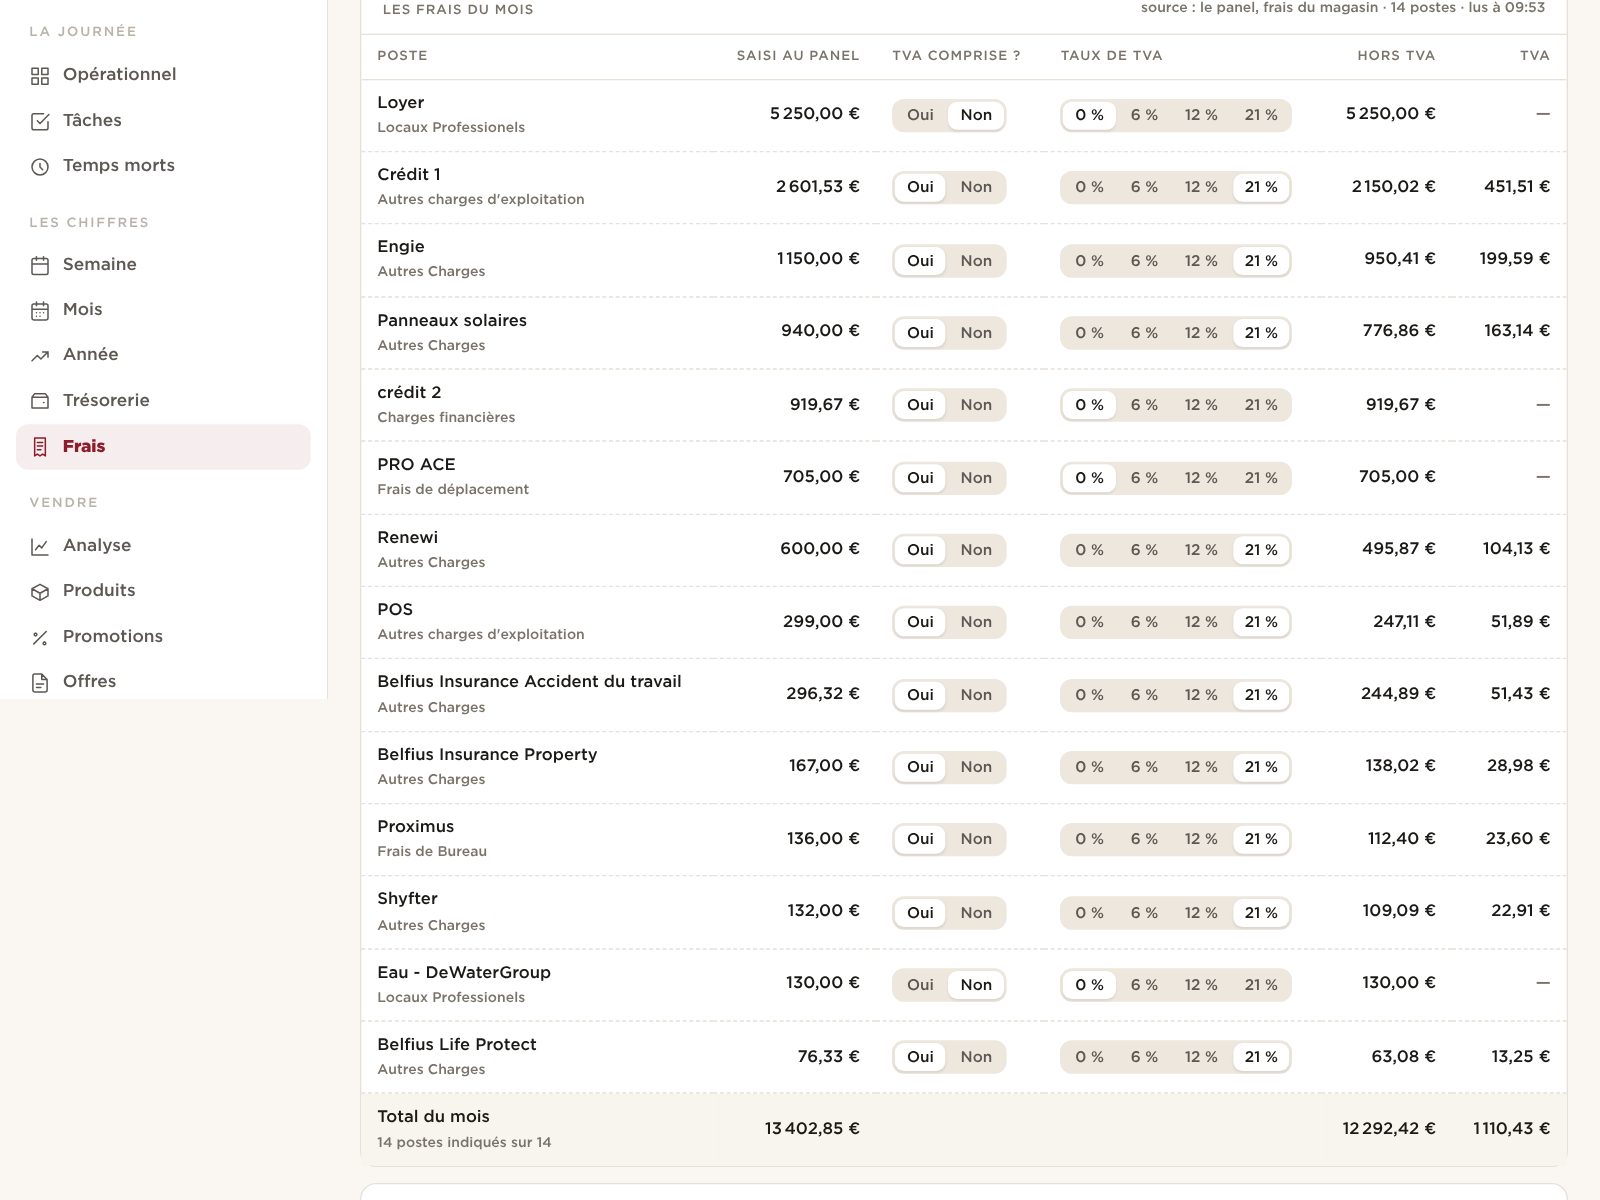 LA JOURNÉE
Opérationnel
Tâches
Temps morts
LES CHIFFRES
Semaine
Mois
Année
Trésorerie
Frais
VENDRE
Analyse
Produits
Promotions
Offres
LES FRAIS DU MOIS source : le panel, frais du magasin · 14 postes · lus à 09:53
POSTE SAISI AU PANEL TVA COMPRISE ? TAUX DE TVA HORS TVA TVA
Loyer
Locaux Professionels
5 250,00 € Oui Non 0 % 6 % 12 % 21 % 5 250,00 € —
Crédit 1
Autres charges d'exploitation
2 601,53 € Oui Non 0 % 6 % 12 % 21 % 2 150,02 € 451,51 €
Engie
Autres Charges
1 150,00 € Oui Non 0 % 6 % 12 % 21 % 950,41 € 199,59 €
Panneaux solaires
Autres Charges
940,00 € Oui Non 0 % 6 % 12 % 21 % 776,86 € 163,14 €
crédit 2
Charges financières
919,67 € Oui Non 0 % 6 % 12 % 21 % 919,67 € —
PRO ACE
Frais de déplacement
705,00 € Oui Non 0 % 6 % 12 % 21 % 705,00 € —
Renewi
Autres Charges
600,00 € Oui Non 0 % 6 % 12 % 21 % 495,87 € 104,13 €
POS
Autres charges d'exploitation
299,00 € Oui Non 0 % 6 % 12 % 21 % 247,11 € 51,89 €
Belfius Insurance Accident du travail
Autres Charges
296,32 € Oui Non 0 % 6 % 12 % 21 % 244,89 € 51,43 €
Belfius Insurance Property
Autres Charges
167,00 € Oui Non 0 % 6 % 12 % 21 % 138,02 € 28,98 €
Proximus
Frais de Bureau
136,00 € Oui Non 0 % 6 % 12 % 21 % 112,40 € 23,60 €
Shyfter
Autres Charges
132,00 € Oui Non 0 % 6 % 12 % 21 % 109,09 € 22,91 €
Eau - DeWaterGroup
Locaux Professionels
130,00 € Oui Non 0 % 6 % 12 % 21 % 130,00 € —
Belfius Life Protect
Autres Charges
76,33 € Oui Non 0 % 6 % 12 % 21 % 63,08 € 13,25 €
Total du mois
14 postes indiqués sur 14
13 402,85 € 12 292,42 € 1 110,43 €